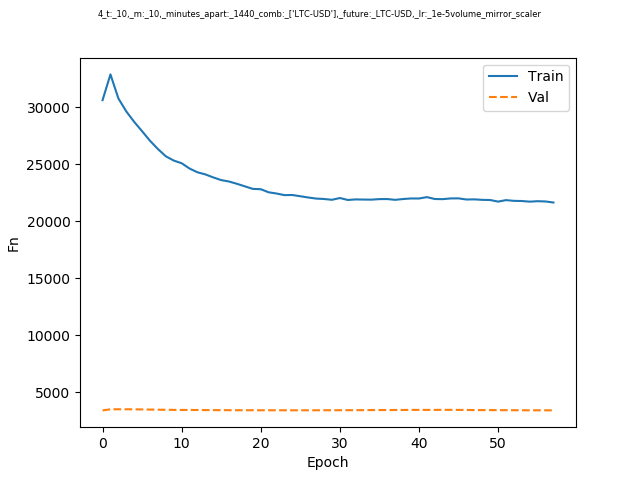 4_t:_10,_m:_10,_minutes_apart:_1440_comb:_['LTC-USD'],_future:_LTC-USD,_lr:_1e-5volume_mirror_scaler
Train
Val
30000
25000
20000
15000
10000
5000
Fn
0 10 20 30 40 50
Epoch